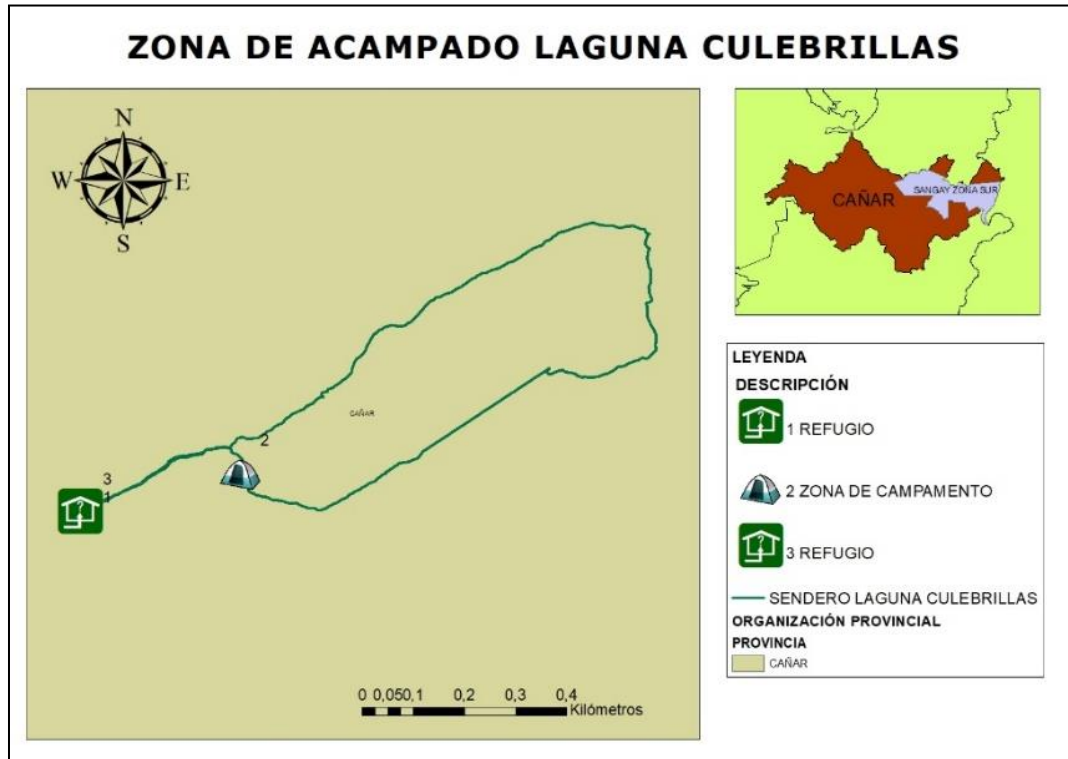 ZONA DE ACAMPADO LAGUNA CULEBRILLAS
N
W E
S
CAÑAR
2
3
1
0 0,050,1 0,2 0,3 0,4
Kilómetros
CAÑAR
SANGAY ZONA SUR
LEYENDA
DESCRIPCIÓN
? 1 REFUGIO
2 ZONA DE CAMPAMENTO
? 3 REFUGIO
SENDERO LAGUNA CULEBRILLAS
ORGANIZACIÓN PROVINCIAL
PROVINCIA
CAÑAR